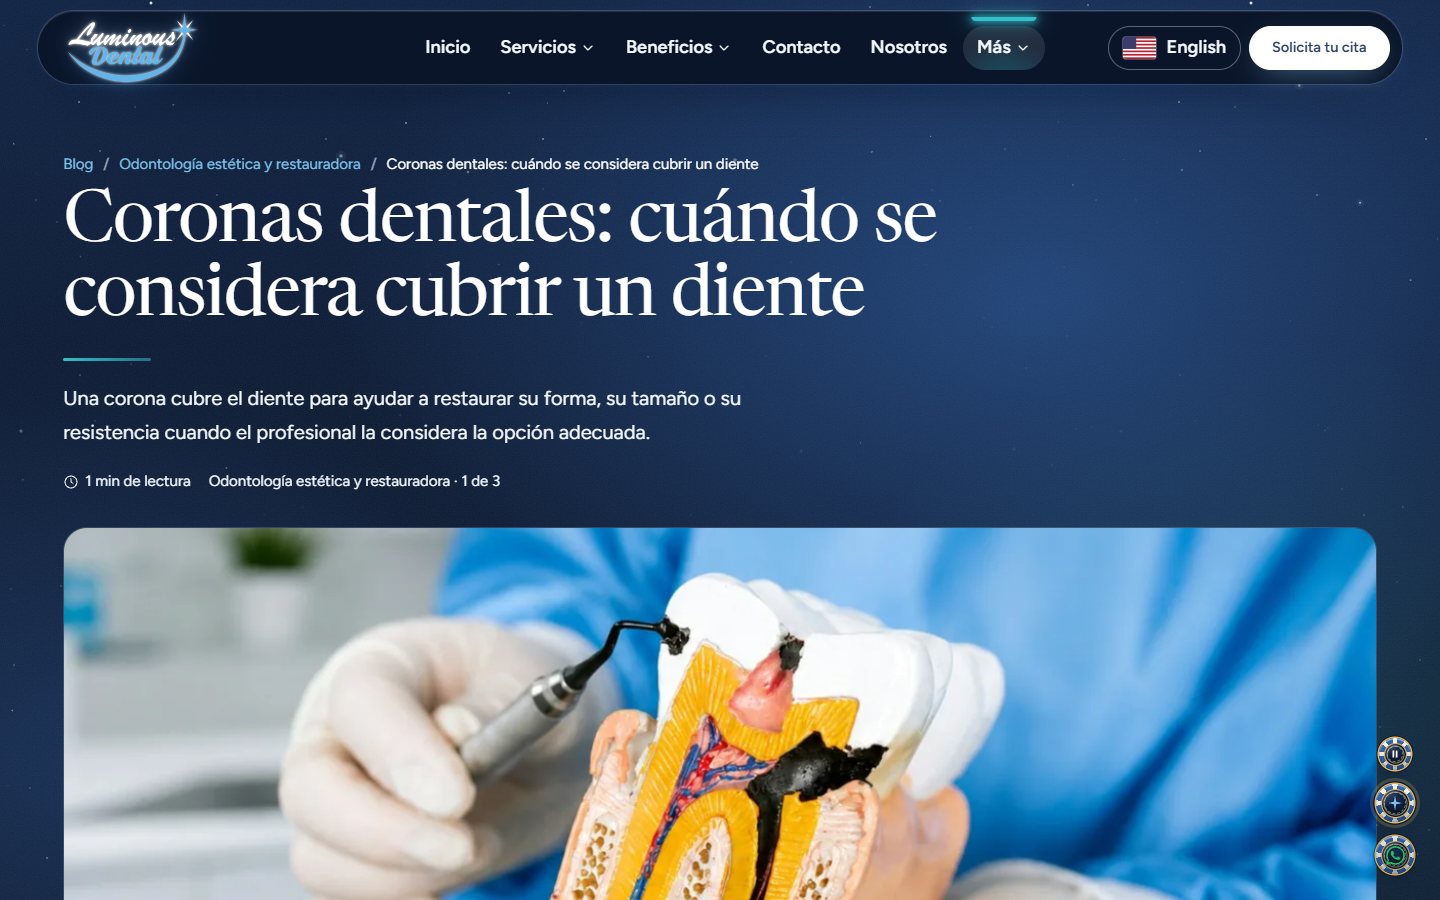 Luminous
Dental
Inicio
Servicios
Beneficios
Contacto
Nosotros
Más
English
Solicita tu cita
Blog / Odontología estética y restauradora / Coronas dentales: cuándo se considera cubrir un diente
Coronas dentales: cuándo se
considera cubrir un diente
Una corona cubre el diente para ayudar a restaurar su forma, su tamaño o su
resistencia cuando el profesional la considera la opción adecuada.
1 min de lectura
Odontología estética y restauradora · 1 de 3